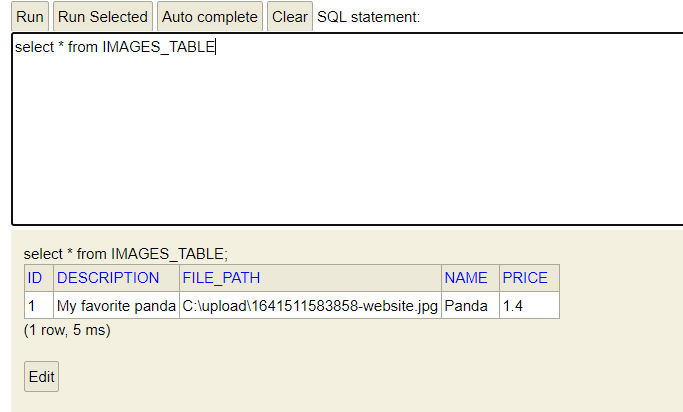 Run Run Selected Auto complete Clear SQL statement:
select * from IMAGES_TABLE
select * from IMAGES_TABLE;
ID DESCRIPTION FILE_PATH NAME PRICE
1 My favorite panda C:\upload\1641511583858-website.jpg Panda 1.4
(1 row, 5 ms)
Edit